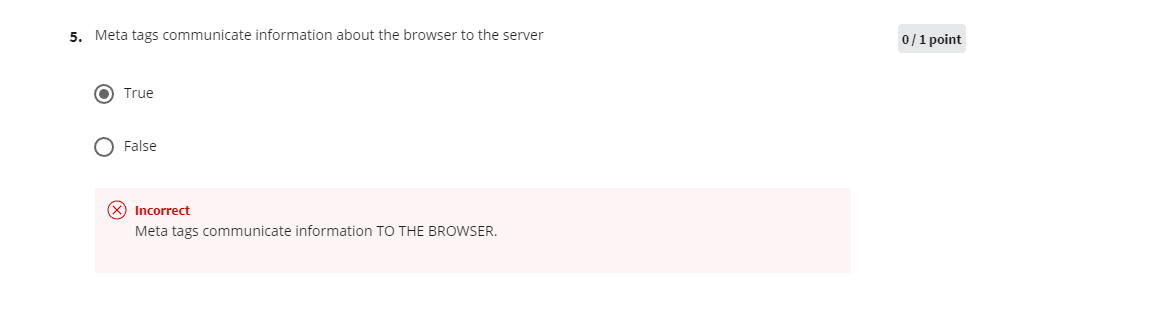 5. Meta tags communicate information about the browser to the server
0 / 1 point
True
False
Incorrect
Meta tags communicate information TO THE BROWSER.